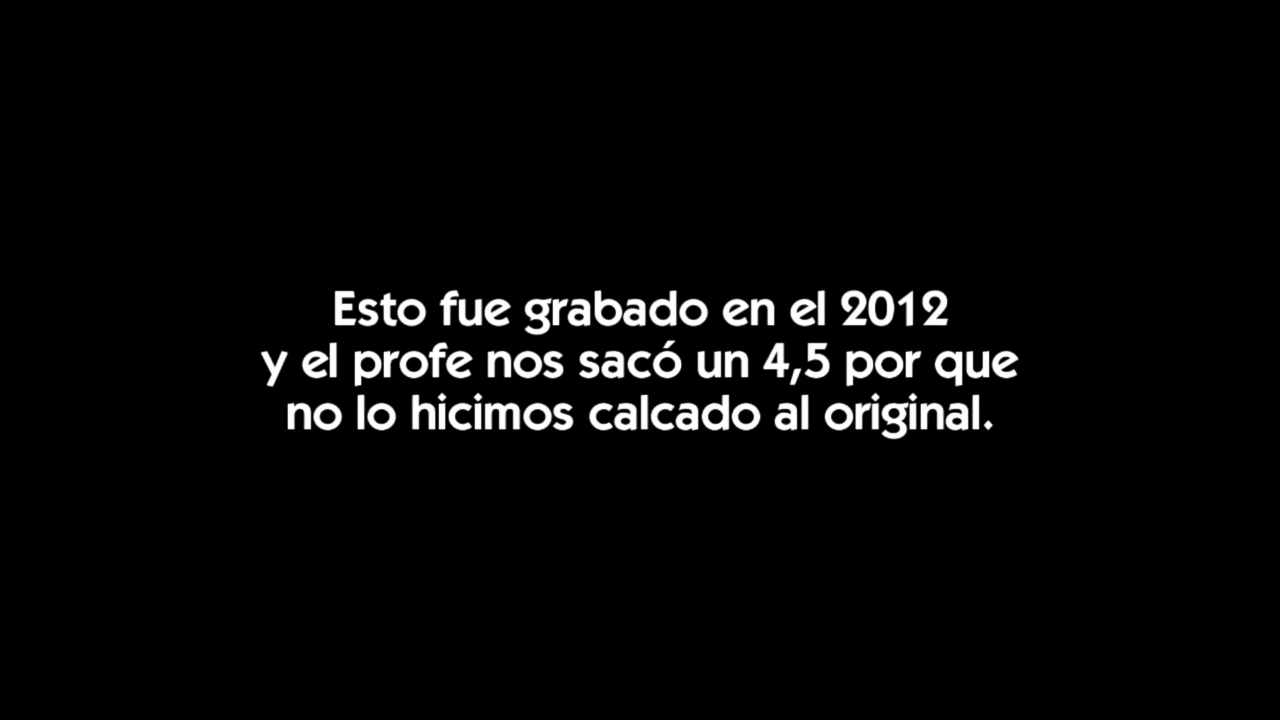 Esto fue grabado en el 2012
y el profe nos sacó un 4,5 por que
no lo hicimos calcado al original.